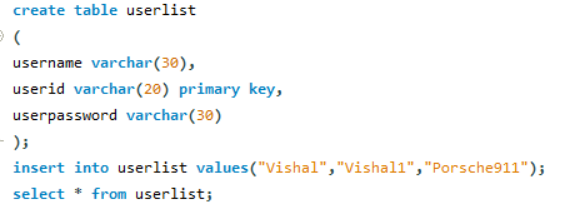 create table userlist
(
username varchar(30),
userid varchar(20) primary key,
userpassword varchar(30)
);
insert into userlist values("Vishal","Vishal1","Porsche911");
select * from userlist;